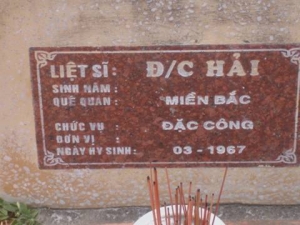 LIỆT SĨ : Đ/C HẢI
SINH NĂM :
QUÊ QUAN : MIỀN BẮC
CHỨC VỤ : ĐẶC CÔNG
ĐƠN VỊ :
NGÀY HY SINH: 03 - 1967